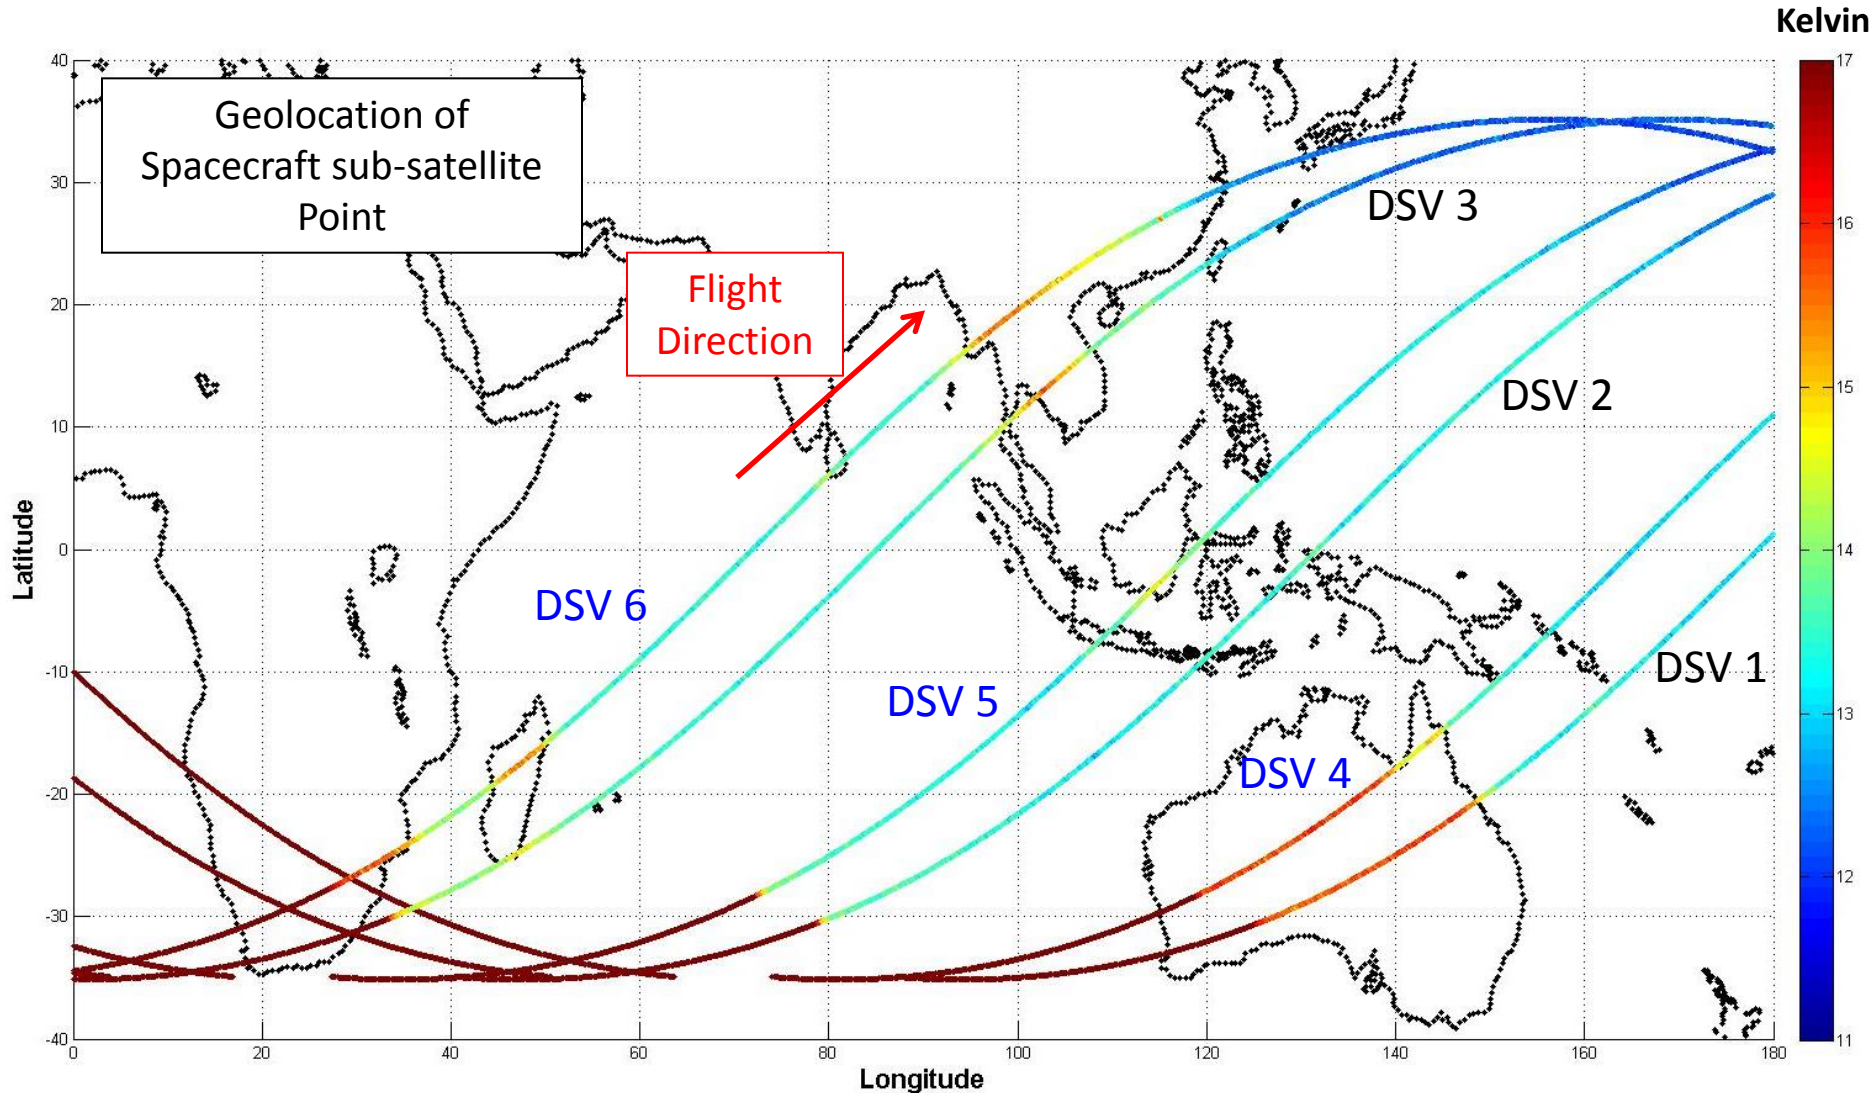 Kelvin
Geolocation of
Spacecraft sub-satellite
Point
Flight
Direction
DSV 3
DSV 2
DSV 1
DSV 6
DSV 5
DSV 4
Latitude
40
30
20
10
0
-10
-20
-30
-40
0
20
40
60
80
100
120
140
160
180
Longitude
17
16
15
14
13
12
11